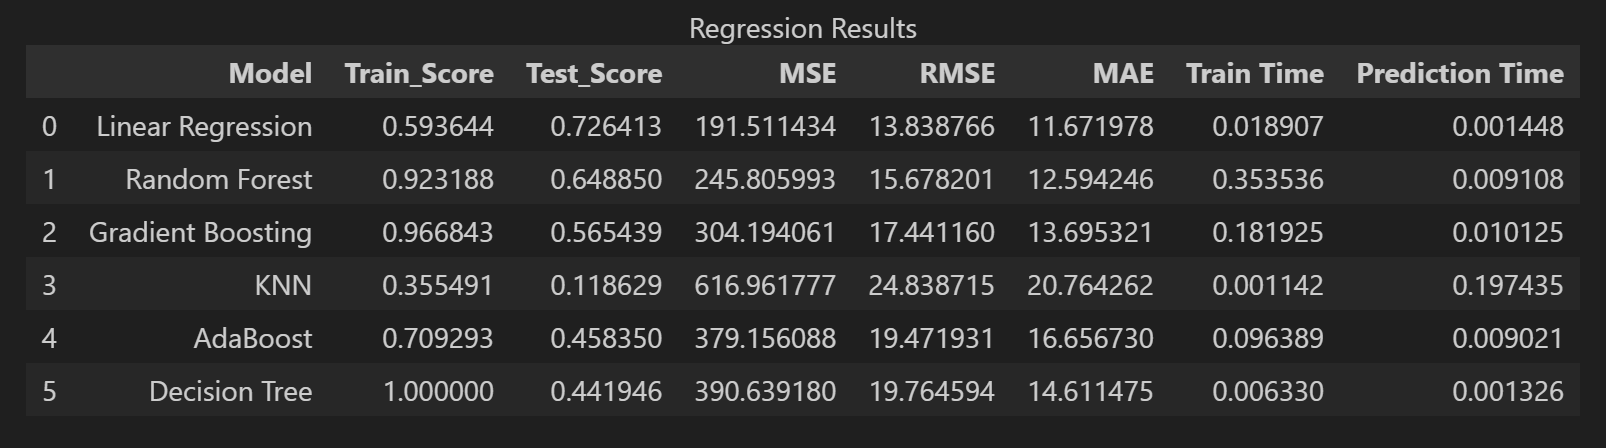 Regression Results
Model Train_Score Test_Score MSE RMSE MAE Train Time Prediction Time
0 Linear Regression 0.593644 0.726413 191.511434 13.838766 11.671978 0.018907 0.001448
1 Random Forest 0.923188 0.648850 245.805993 15.678201 12.594246 0.353536 0.009108
2 Gradient Boosting 0.966843 0.565439 304.194061 17.441160 13.695321 0.181925 0.010125
3 KNN 0.355491 0.118629 616.961777 24.838715 20.764262 0.001142 0.197435
4 AdaBoost 0.709293 0.458350 379.156088 19.471931 16.656730 0.096389 0.009021
5 Decision Tree 1.000000 0.441946 390.639180 19.764594 14.611475 0.006330 0.001326